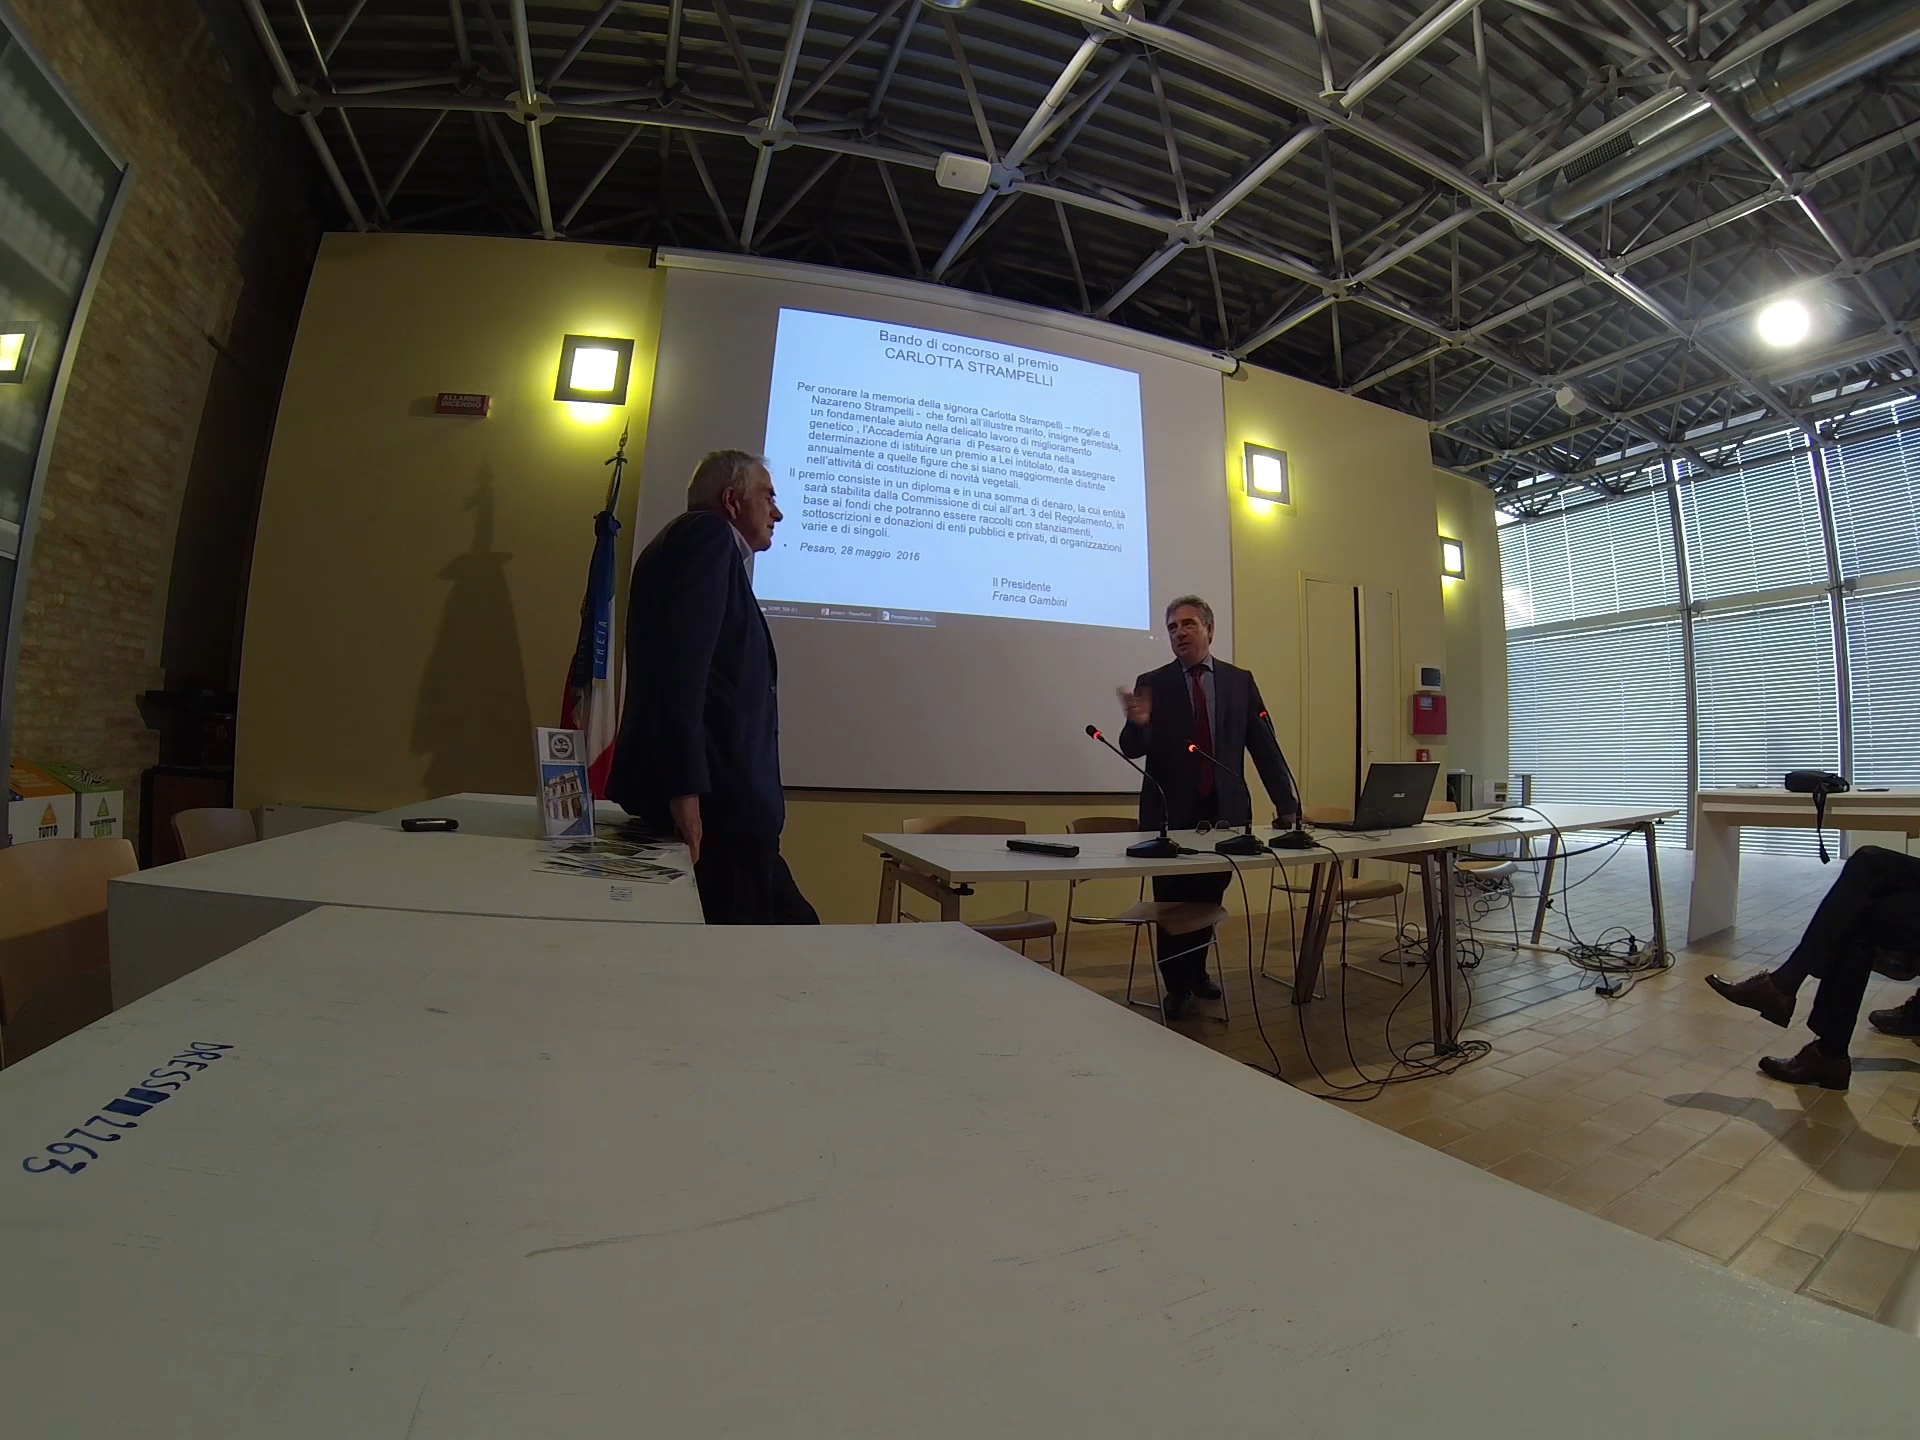 ALLARME
INCENDIO
Bando di concorso al premio
CARLOTTA STRAMPELLI
Per onorare la memoria della signora Carlotta Strampelli – moglie di
Nazareno Strampelli - che fornì all'illustre marito, insigne genetista,
un fondamentale aiuto nella delicato lavoro di miglioramento
genetico , l'Accademia Agraria di Pesaro è venuta nella
determinazione di istituire un premio a Lei intitolato, da assegnare
annualmente a quelle figure che si siano maggiormente distinte
nell'attività di costituzione di novità vegetali.
Il premio consiste in un diploma e in una somma di denaro, la cui entità
sarà stabilita dalla Commissione di cui all'art. 3 del Regolamento, in
base ai fondi che potranno essere raccolti con stanziamenti,
sottoscrizioni e donazioni di enti pubblici e privati, di organizzazioni
varie e di singoli.
• Pesaro, 28 maggio 2016
Il Presidente
Franca Gambini
TREIA
TUTTO
CARTA
ASUS
DRESS 2263